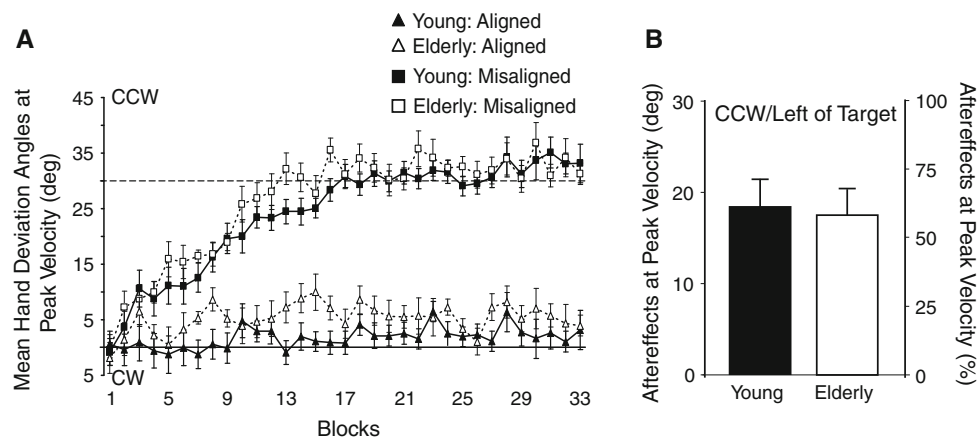 A
▲ Young: Aligned
△ Elderly: Aligned
■ Young: Misaligned
□ Elderly: Misaligned
Mean Hand Deviation Angles at
Peak Velocity (deg)
45
35
25
15
5
5
CCW
CW
1 5 9 13 17 21 25 29 33
Blocks
B
Aftereffects at Peak Velocity (deg)
30
20
10
0
CCW/Left of Target
Young Elderly
100
75
50
25
0
Aftereffects at Peak
Velocity (%)